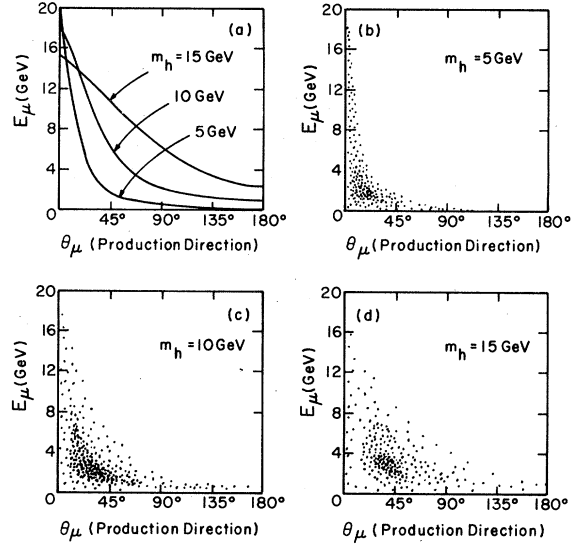 20
16
12
8
4
0
E_μ (GeV)
(a)
m_h = 15 GeV
10 GeV
5 GeV
45° 90° 135° 180°
θ_μ (Production Direction)
20
16
12
8
4
0
E_μ (GeV)
(b)
m_h = 5 GeV
45° 90° 135° 180°
θ_μ (Production Direction)
20
16
12
8
4
0
E_μ (GeV)
(c)
m_h = 10 GeV
45° 90° 135° 180°
θ_μ (Production Direction)
20
16
12
8
4
0
E_μ (GeV)
(d)
m_h = 15 GeV
45° 90° 135° 180°
θ_μ (Production Direction)